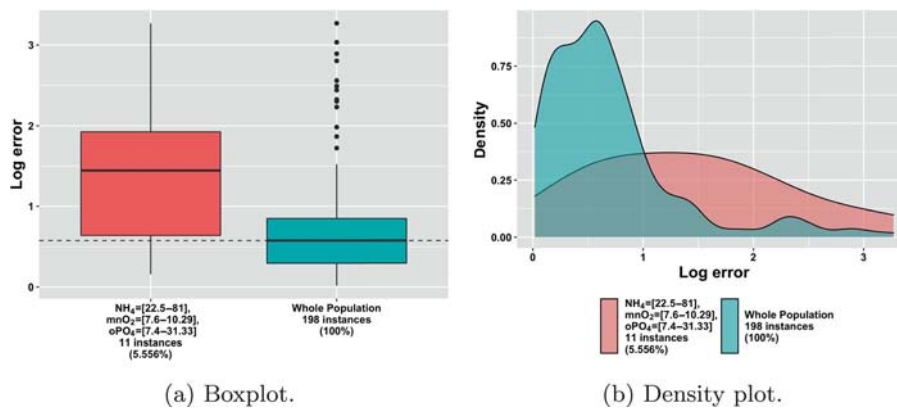 3
2
1
0
Log error
NH₄=[22.5–81],
mnO₂=[7.6–10.29],
oPO₄=[7.4–31.33]
11 instances
(5.556%)
Whole Population
198 instances
(100%)
(a) Boxplot.
0.75
0.50
0.25
0.00
Density
0
1
2
3
Log error
NH₄=[22.5–81],
mnO₂=[7.6–10.29],
oPO₄=[7.4–31.33]
11 instances
(5.556%)
Whole Population
198 instances
(100%)
(b) Density plot.